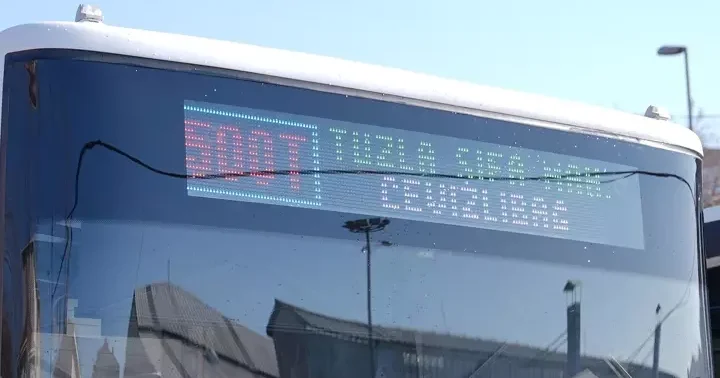 500T
TUZLA ŞİFA MAH.
CEVİZLİBAĞ